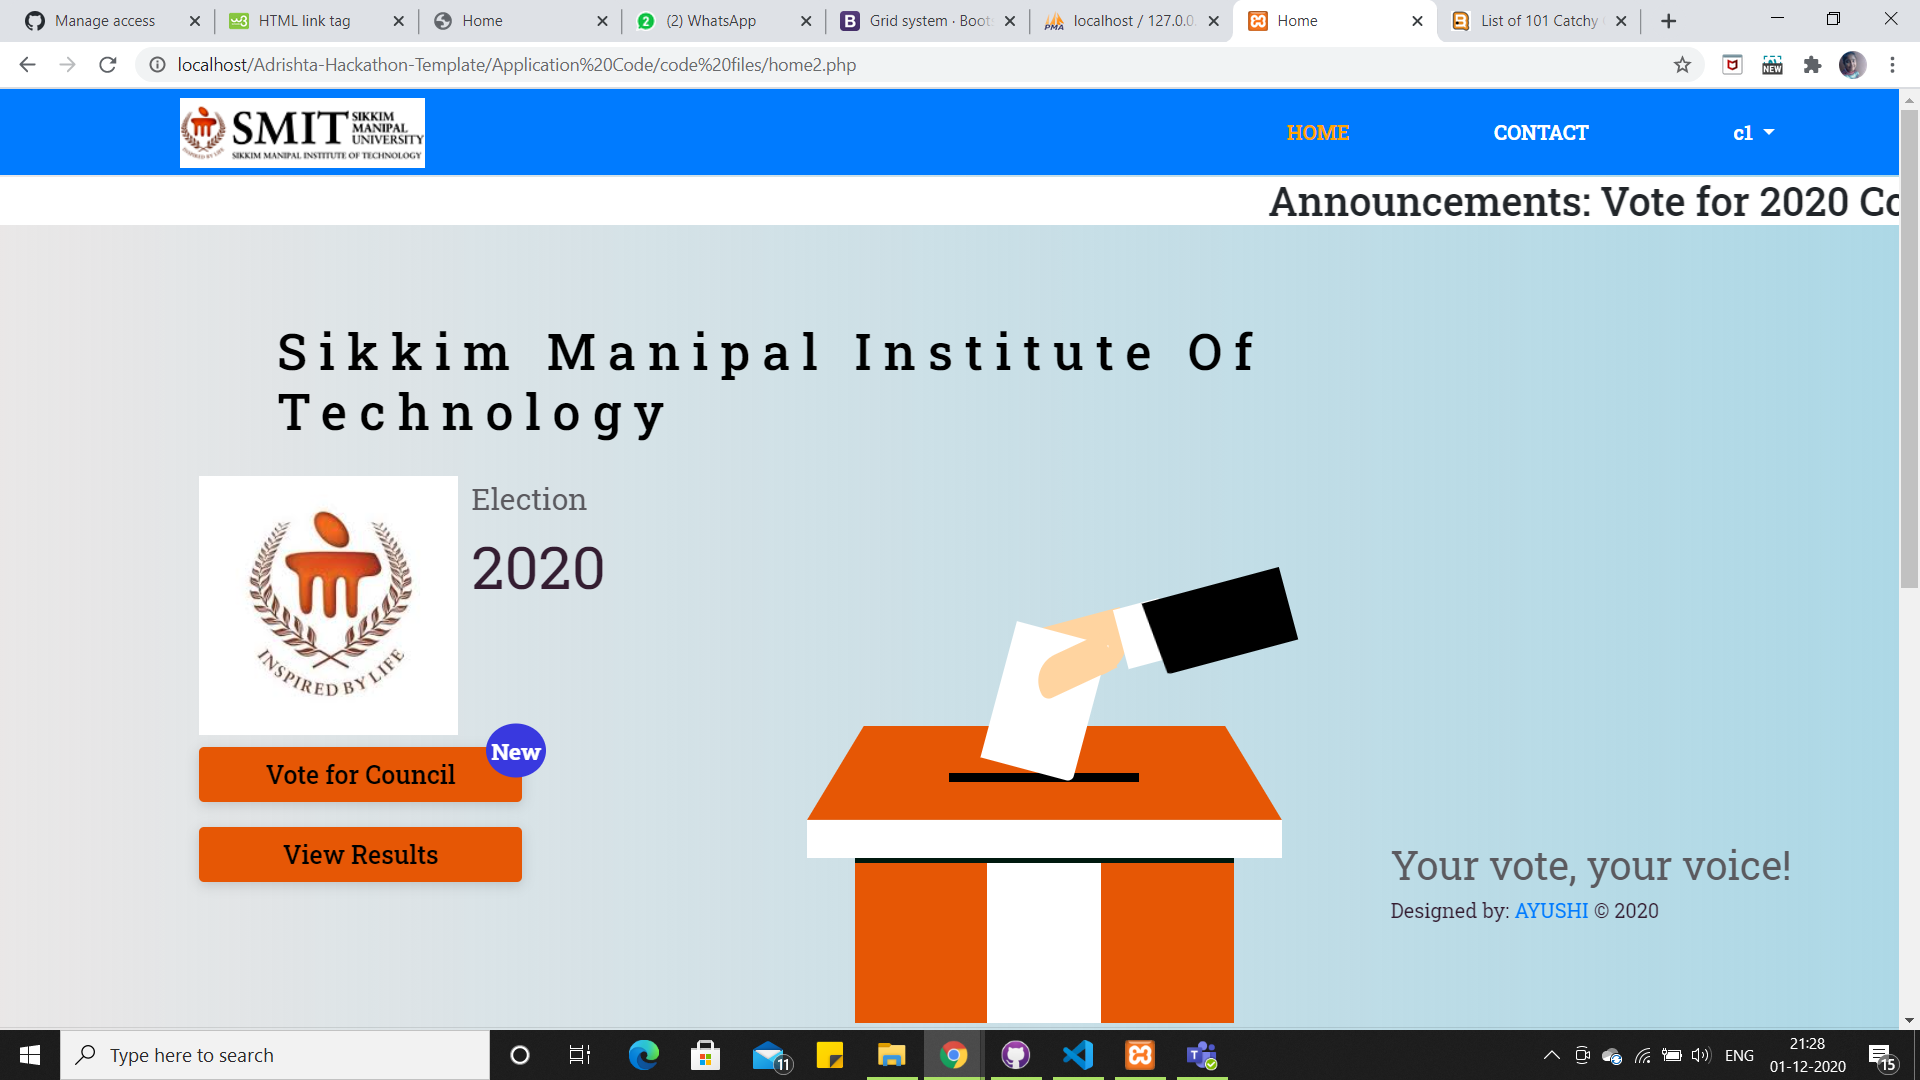 Manage access
HTML link tag
Home
(2) WhatsApp
Grid system · Boot
localhost / 127.0.0.
Home
List of 101 Catchy
localhost/Adrishta-Hackathon-Template/Application%20Code/code%20files/home2.php
NEW
SMIT SIKKIM MANIPAL UNIVERSITY
SIKKIM MANIPAL INSTITUTE OF TECHNOLOGY
INSPIRED BY LIFE
HOME
CONTACT
c1
Announcements: Vote for 2020 Co
Sikkim Manipal Institute Of
Technology
Election
2020
INSPIRED BY LIFE
New
Vote for Council
View Results
Your vote, your voice!
Designed by: AYUSHI © 2020
Type here to search
11
ENG
21:28
01-12-2020
15